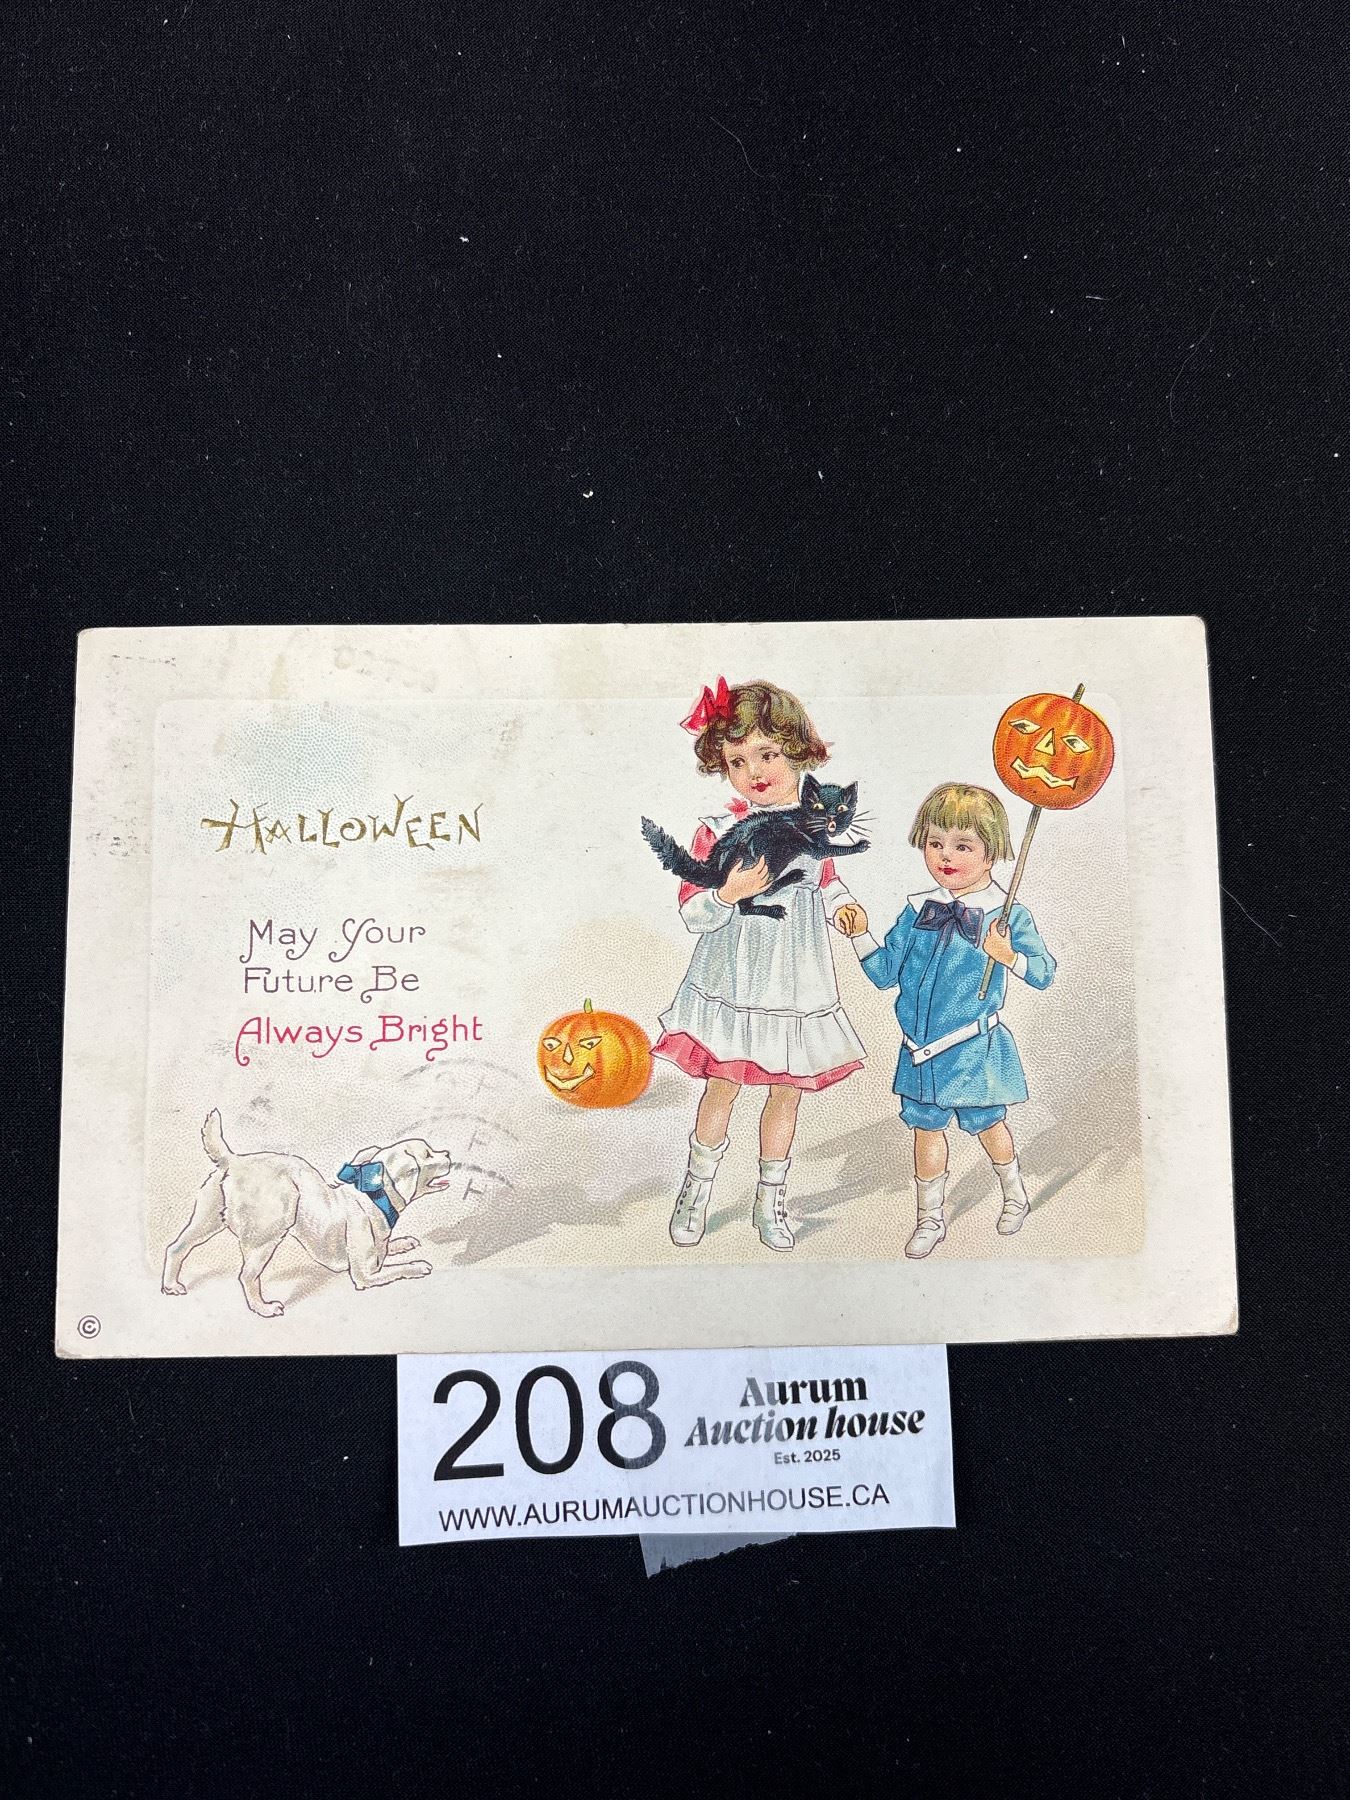 HALLOWEEN
May Your
Future Be
Always Bright
©
208
Aurum
Auction house
Est. 2025
WWW.AURUMAUCTIONHOUSE.CA